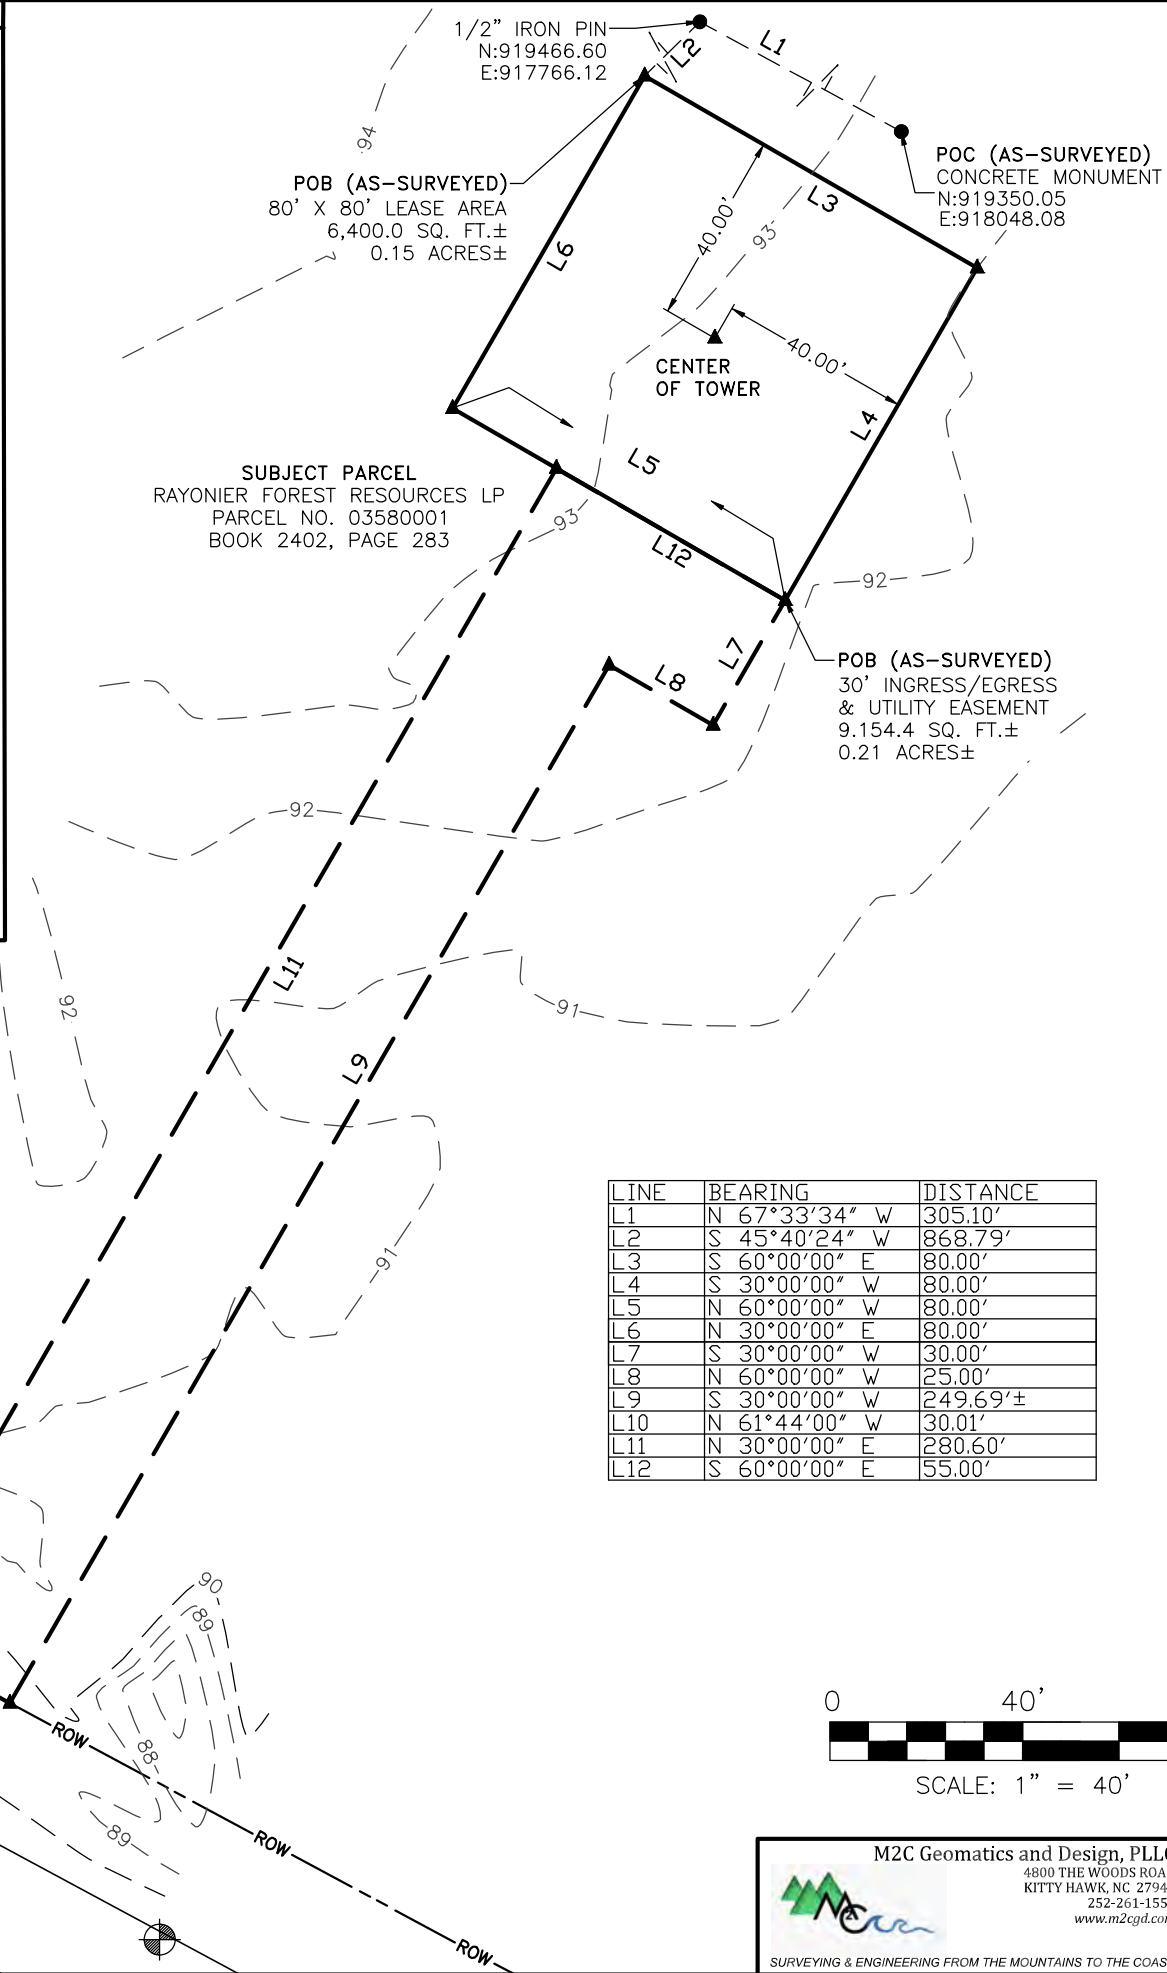 1/2" IRON PIN
N:919466.60
E:917766.12
L2
L1
94
POB (AS-SURVEYED)
80' X 80' LEASE AREA
6,400.0 SQ. FT.±
0.15 ACRES±
POC (AS-SURVEYED)
CONCRETE MONUMENT
N:919350.05
E:918048.08
L3
40.00'
93
L6
40.00'
CENTER
OF TOWER
L4
L5
SUBJECT PARCEL
RAYONIER FOREST RESOURCES LP
PARCEL NO. 03580001
BOOK 2402, PAGE 283
93
L12
92
L7
L8
POB (AS-SURVEYED)
30' INGRESS/EGRESS
& UTILITY EASEMENT
9.154.4 SQ. FT.±
0.21 ACRES±
92
L11
92
91
L9
91
LINE BEARING DISTANCE
L1 N 67°33'34" W 305.10'
L2 S 45°40'24" W 868.79'
L3 S 60°00'00" E 80.00'
L4 S 30°00'00" W 80.00'
L5 N 60°00'00" W 80.00'
L6 N 30°00'00" E 80.00'
L7 S 30°00'00" W 30.00'
L8 N 60°00'00" W 25.00'
L9 S 30°00'00" W 249.69'±
L10 N 61°44'00" W 30.01'
L11 N 30°00'00" E 280.60'
L12 S 60°00'00" E 55.00'
90
89
88
89
ROW
ROW
ROW
0 40'
SCALE: 1" = 40'
M2C Geomatics and Design, PLL
4800 THE WOODS ROA
KITTY HAWK, NC 2794
252-261-155
www.m2cgd.co
M2C
SURVEYING & ENGINEERING FROM THE MOUNTAINS TO THE COAS